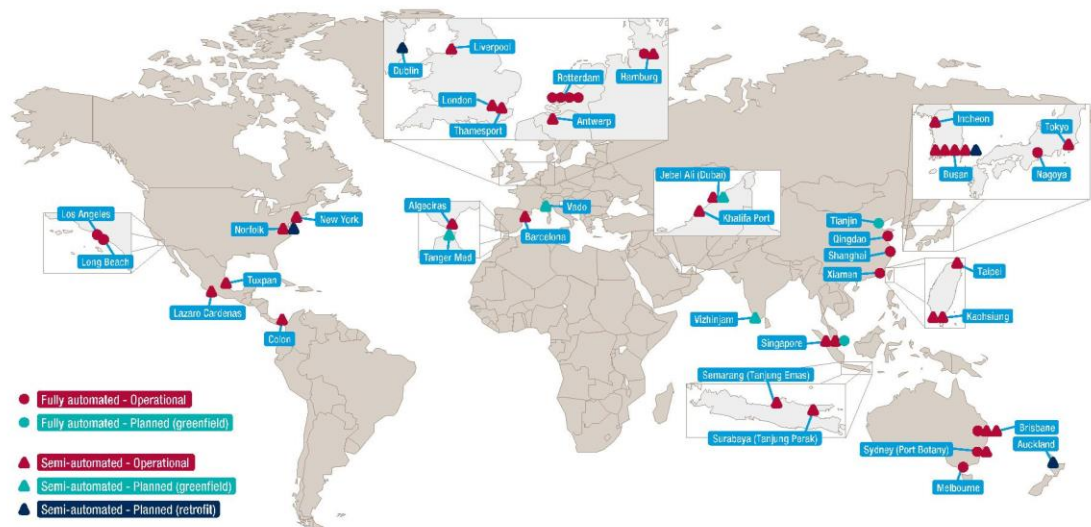 Liverpool
Dublin
London
Thamesport
Rotterdam
Hamburg
Antwerp
Incheon
Tokyo
Busan
Nagoya
Jebel Ali (Dubai)
Khalifa Port
Los Angeles
Long Beach
New York
Norfolk
Algeciras
Tanger Med
Vado
Barcelona
Tianjin
Qingdao
Shanghai
Xiamen
Tuxpan
Lazaro Cardenas
Colon
Taipei
Kaohsiung
Vizhinjam
Singapore
Semarang (Tanjung Emas)
Surabaya (Tanjung Perak)
Brisbane
Auckland
Sydney (Port Botany)
Melbourne
Fully automated - Operational
Fully automated - Planned (greenfield)
Semi-automated - Operational
Semi-automated - Planned (greenfield)
Semi-automated - Planned (retrofit)